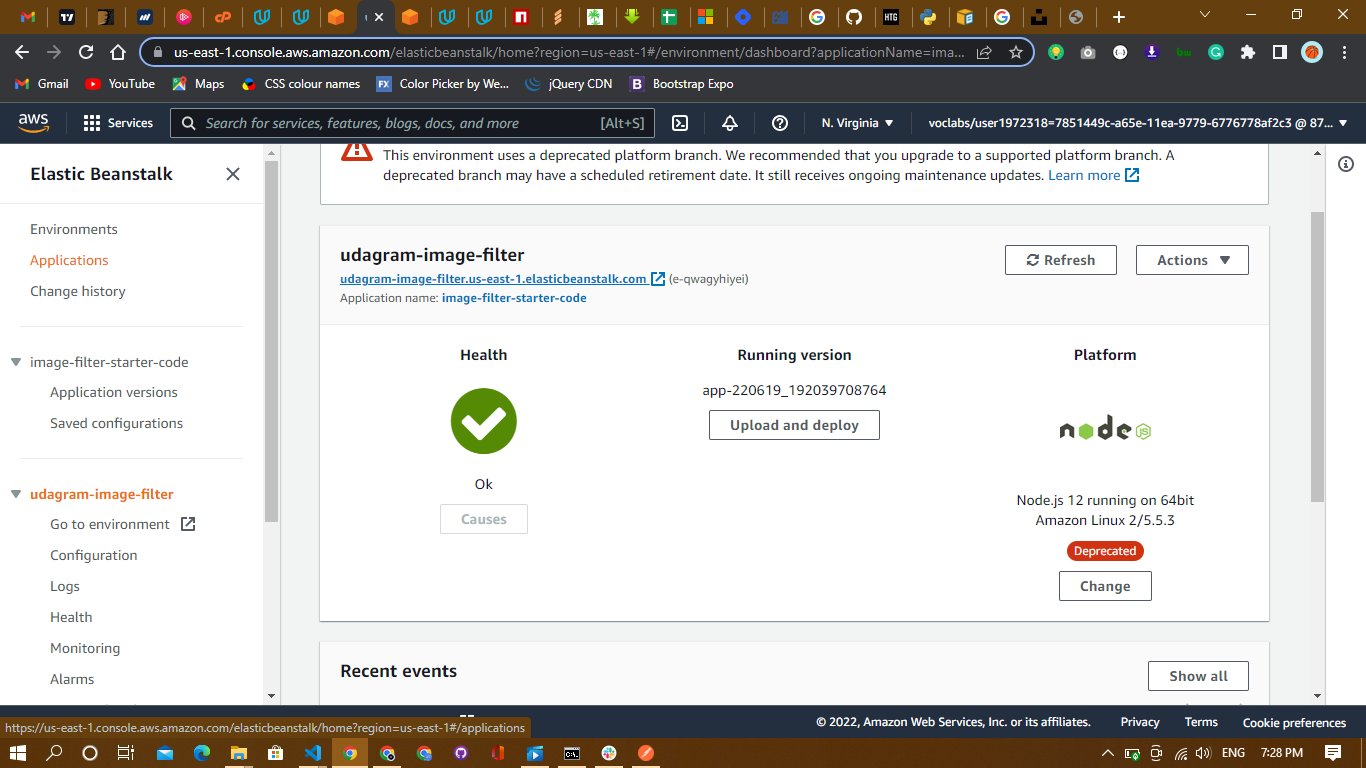 us-east-1.console.aws.amazon.com/elasticbeanstalk/home?region=us-east-1#/environment/dashboard?applicationName=ima...
Gmail
YouTube
Maps
CSS colour names
FX
Color Picker by We...
jQuery CDN
B
Bootstrap Expo
aws
Services
Search for services, features, blogs, docs, and more
[Alt+S]
N. Virginia
voclabs/user1972318=7851449c-a65e-11ea-9779-6776778af2c3 @ 87...
Elastic Beanstalk
Environments
Applications
Change history
image-filter-starter-code
Application versions
Saved configurations
udagram-image-filter
Go to environment
Configuration
Logs
Health
Monitoring
Alarms
This environment uses a deprecated platform branch. We recommended that you upgrade to a supported platform branch. A
deprecated branch may have a scheduled retirement date. It still receives ongoing maintenance updates. Learn more
udagram-image-filter
udagram-image-filter.us-east-1.elasticbeanstalk.com (e-qwagyhiyei)
Application name: image-filter-starter-code
Refresh
Actions
Health
Ok
Causes
Running version
app-220619_192039708764
Upload and deploy
Platform
node JS
Node.js 12 running on 64bit
Amazon Linux 2/5.5.3
Deprecated
Change
Recent events
Show all
https://us-east-1.console.aws.amazon.com/elasticbeanstalk/home?region=us-east-1#/applications
© 2022, Amazon Web Services, Inc. or its affiliates.
Privacy
Terms
Cookie preferences
ENG
7:28 PM